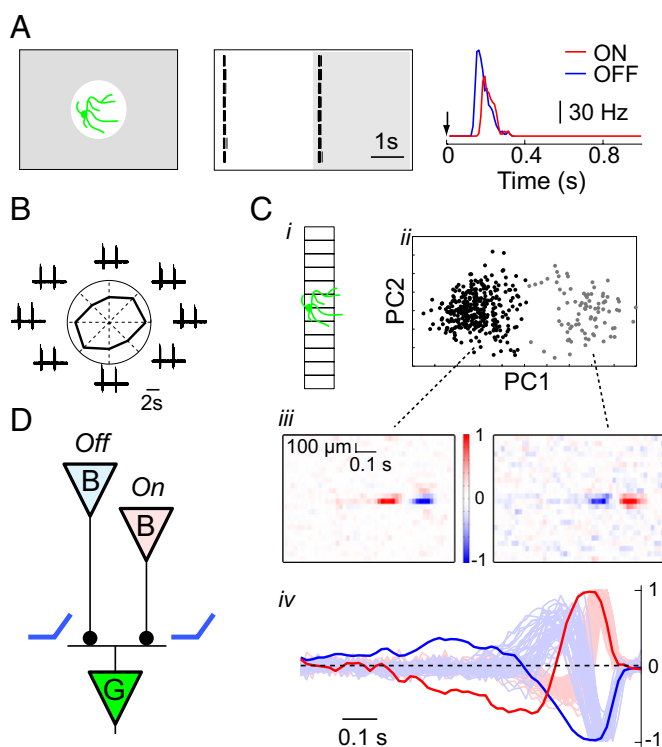 A
1s
ON
OFF
30 Hz
0
0.4
0.8
Time (s)
B
2s
C
i
ii
PC2
PC1
iii
100 µm
0.1 s
1
0
-1
D
Off
On
B
B
G
iv
1
0
-1
0.1 s